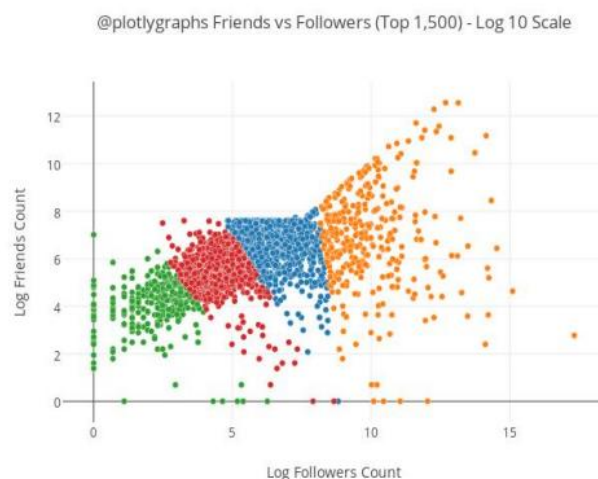 @plotlygraphs Friends vs Followers (Top 1,500) - Log 10 Scale
Log Friends Count
12
10
8
6
4
2
0
0 5 10 15
Log Followers Count